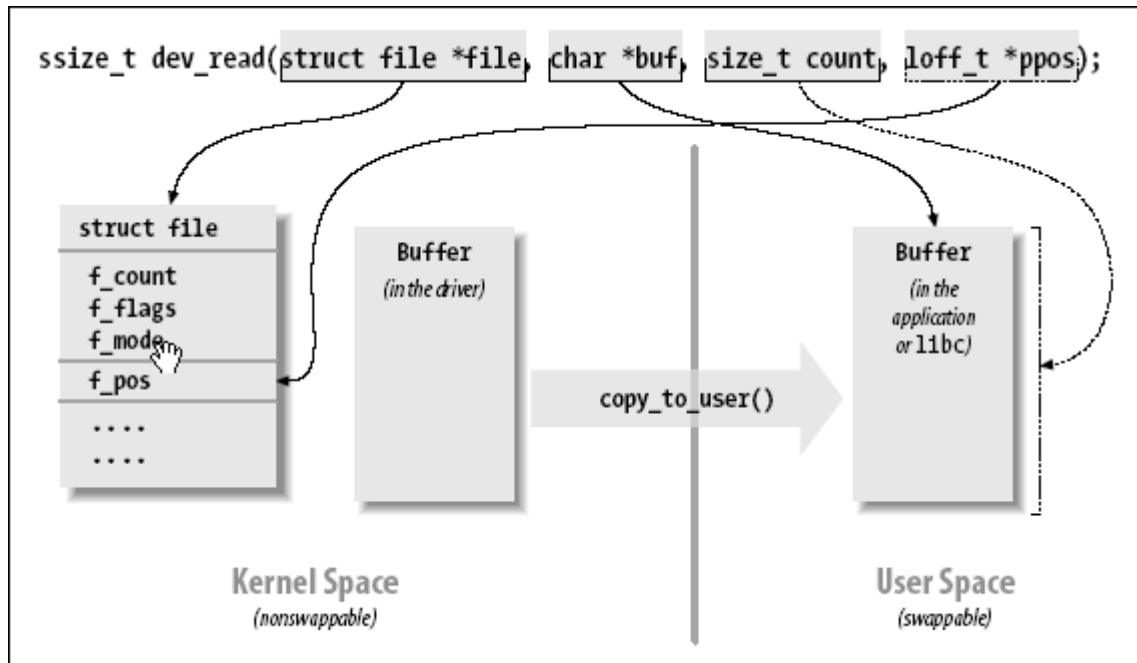 ssize_t dev_read(struct file *file, char *buf, size_t count, loff_t *ppos);
struct file
f_count
f_flags
f_mode
f_pos
....
....
Buffer
(in the driver)
copy_to_user()
Buffer
(in the
application
or libc)
Kernel Space
(nonswappable)
User Space
(swappable)